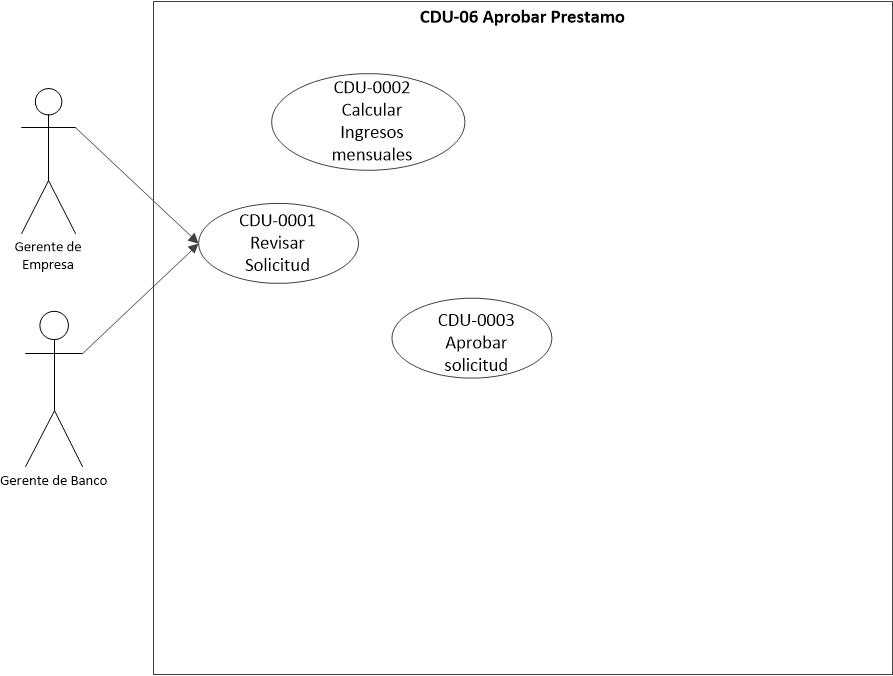 CDU-06 Aprobar Prestamo
CDU-0002
Calcular
Ingresos
mensuales
CDU-0001
Revisar
Solicitud
Gerente de
Empresa
CDU-0003
Aprobar
solicitud
Gerente de Banco